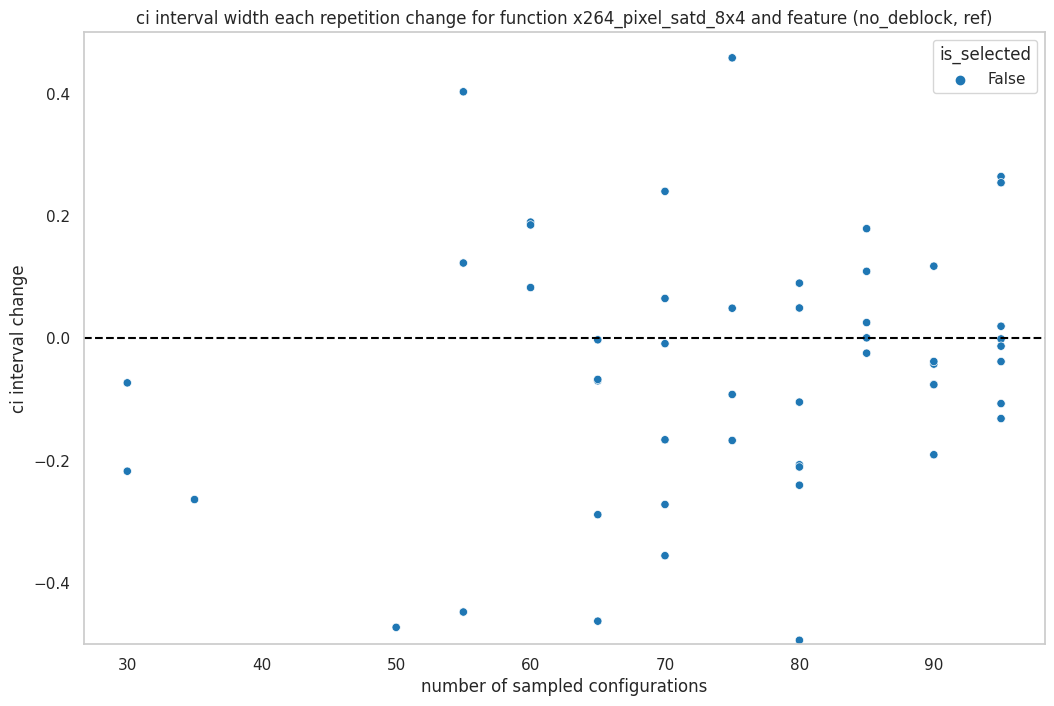 ci interval width each repetition change for function x264_pixel_satd_8x4 and feature (no_deblock, ref)
is_selected
False
ci interval change
0.4
0.2
0.0
−0.2
−0.4
30 40 50 60 70 80 90
number of sampled configurations